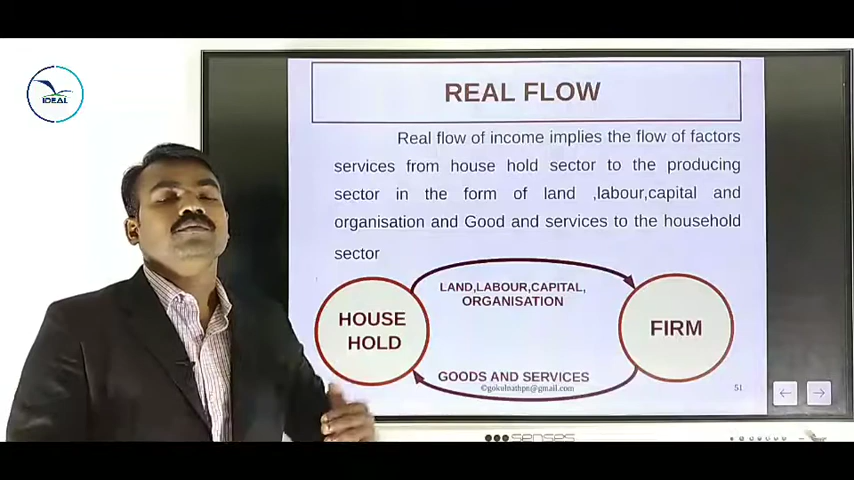 IDEAL
REAL FLOW
Real flow of income implies the flow of factors
services from house hold sector to the producing
sector in the form of land ,labour,capital and
organisation and Good and services to the household
sector
LAND,LABOUR,CAPITAL,
ORGANISATION
HOUSE
HOLD
FIRM
GOODS AND SERVICES
©gokulnathpr@gmail.com
51
senses